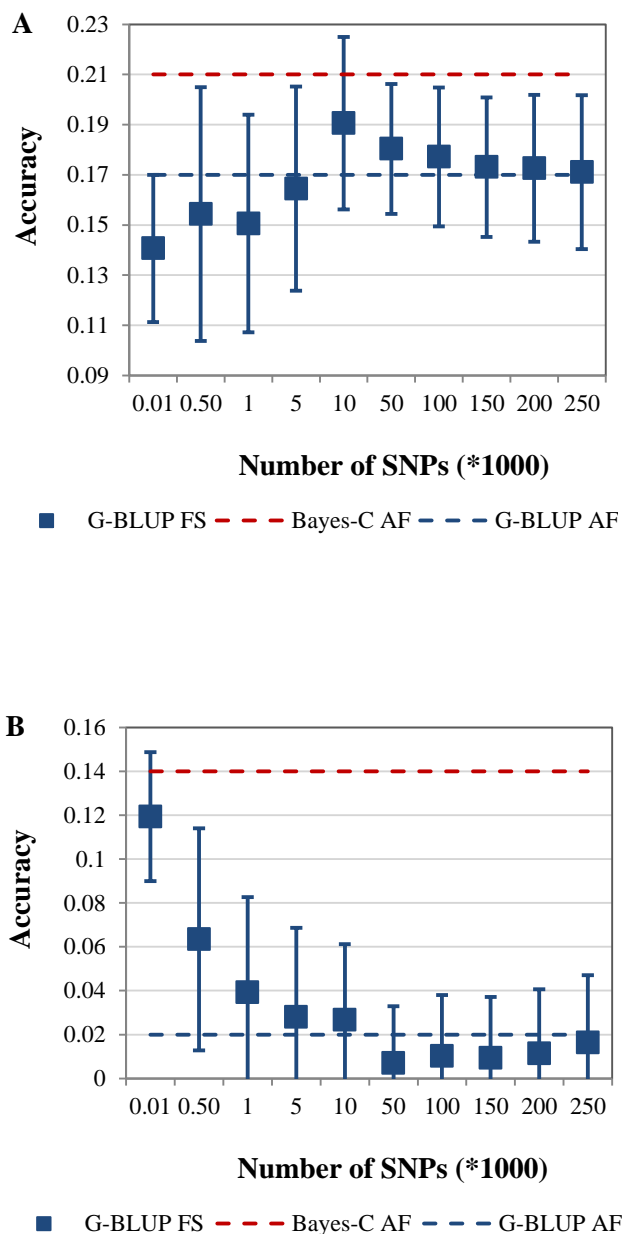 A
0.23
0.21
0.19
0.17
0.15
0.13
0.11
0.09
Accuracy
0.01 0.50 1 5 10 50 100 150 200 250
Number of SNPs (*1000)
G-BLUP FS Bayes-C AF G-BLUP AF
B
0.16
0.14
0.12
0.1
0.08
0.06
0.04
0.02
0
Accuracy
0.01 0.50 1 5 10 50 100 150 200 250
Number of SNPs (*1000)
G-BLUP FS Bayes-C AF G-BLUP AF